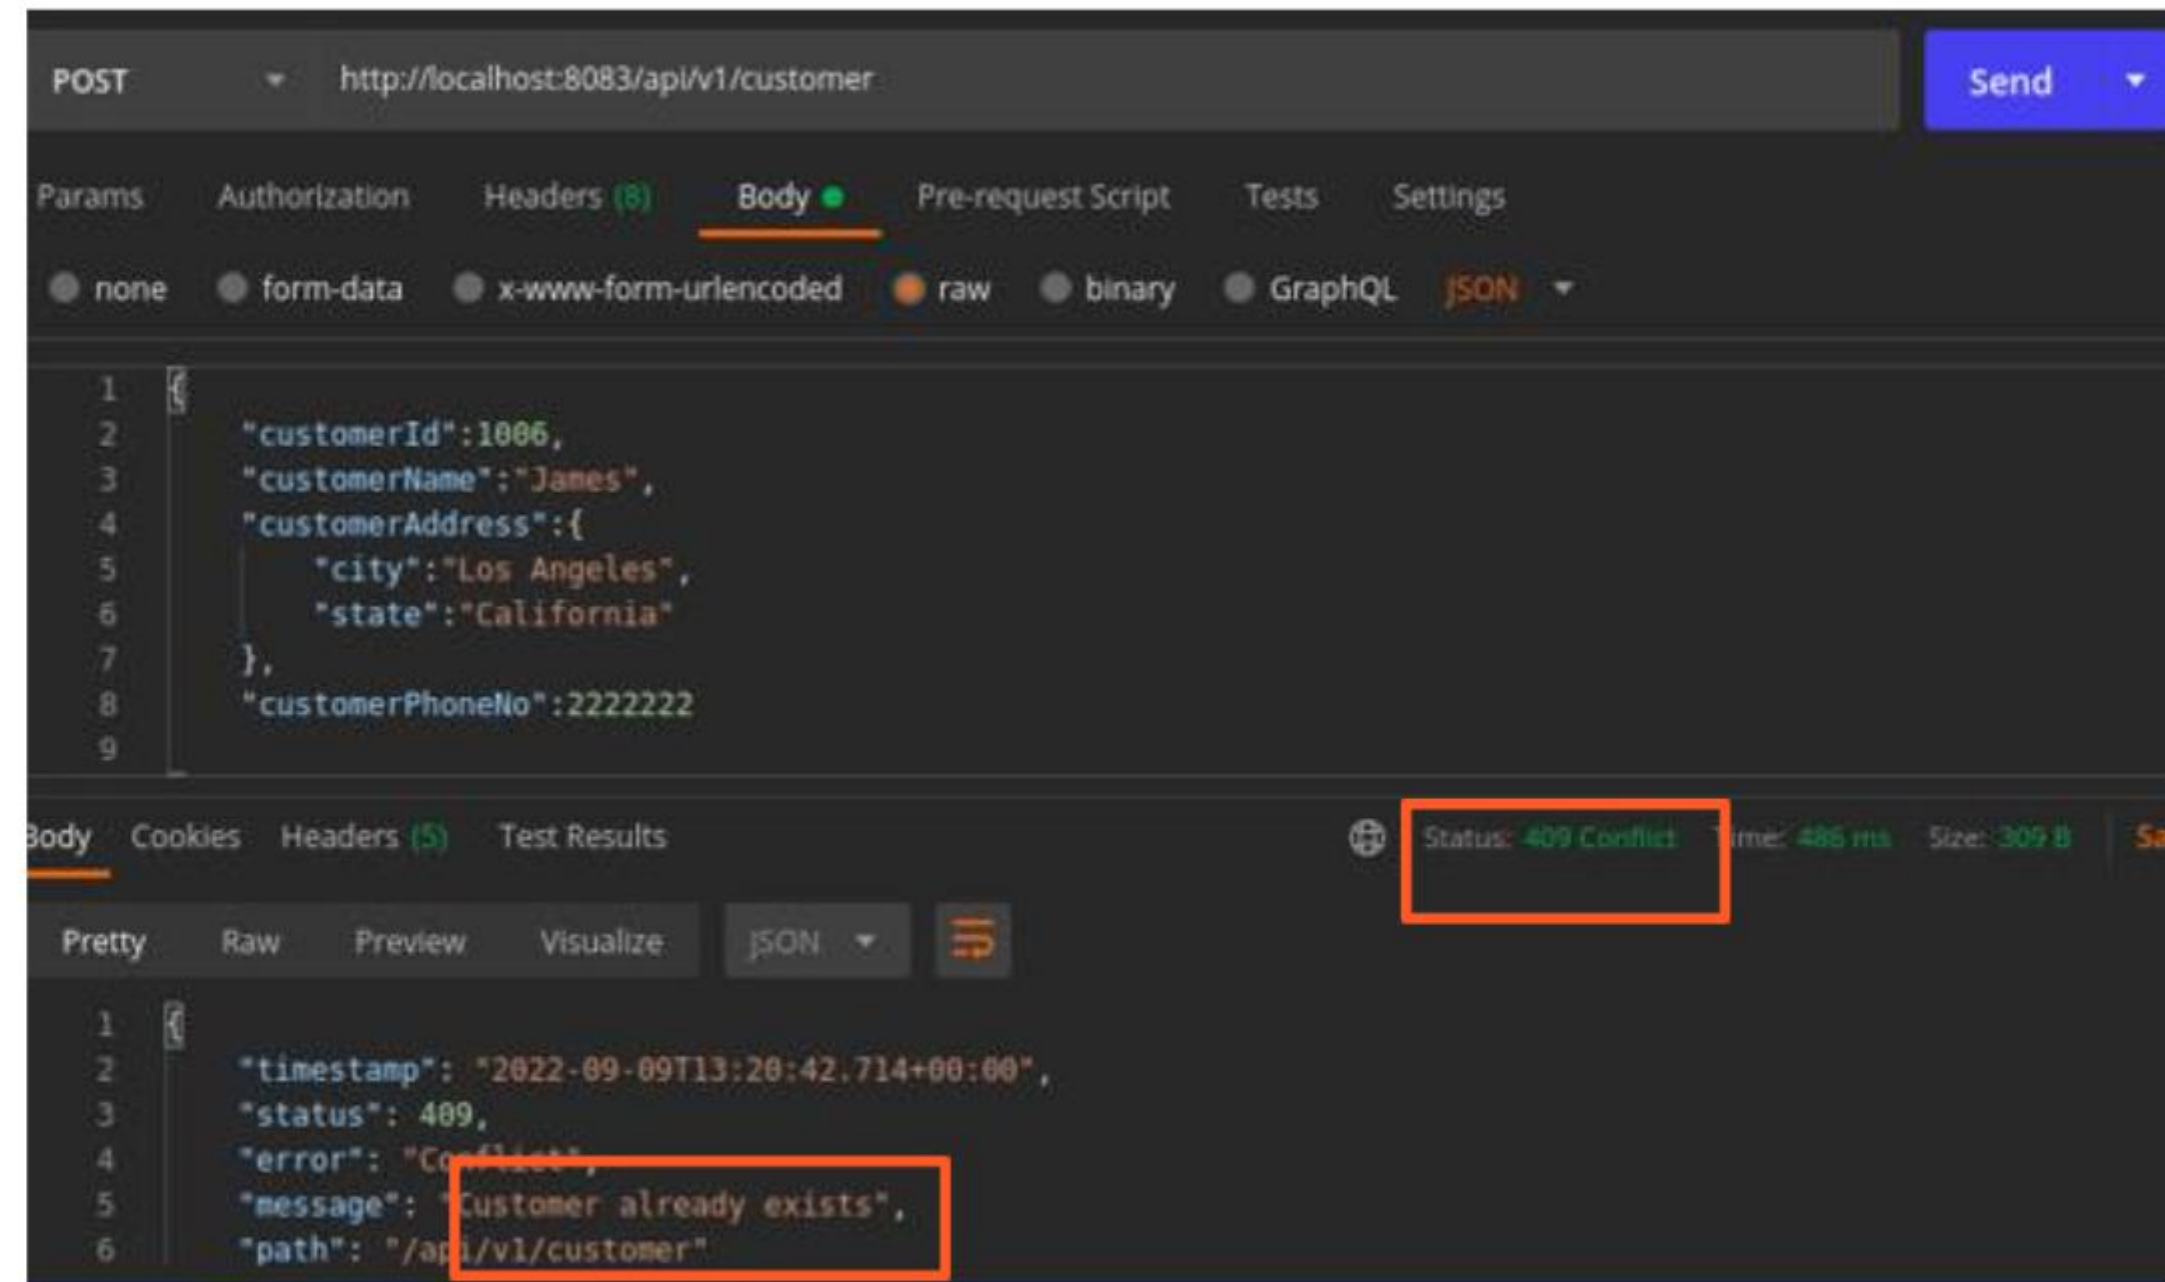 POST http://localhost:8083/api/v1/customer Send
Params Authorization Headers (8) Body Pre-request Script Tests Settings
none form-data x-www-form-urlencoded raw binary GraphQL JSON
1 {
2 "customerId":1006,
3 "customerName":"James",
4 "customerAddress":{
5 "city":"Los Angeles",
6 "state":"California"
7 },
8 "customerPhoneNo":2222222
9
Body Cookies Headers (5) Test Results Status: 409 Conflict Time: 486 ms Size: 309 B Sa
Pretty Raw Preview Visualize JSON
1 {
2 "timestamp": "2022-09-09T13:20:42.714+00:00",
3 "status": 409,
4 "error": "Conflict",
5 "message": "Customer already exists",
6 "path": "/api/v1/customer"